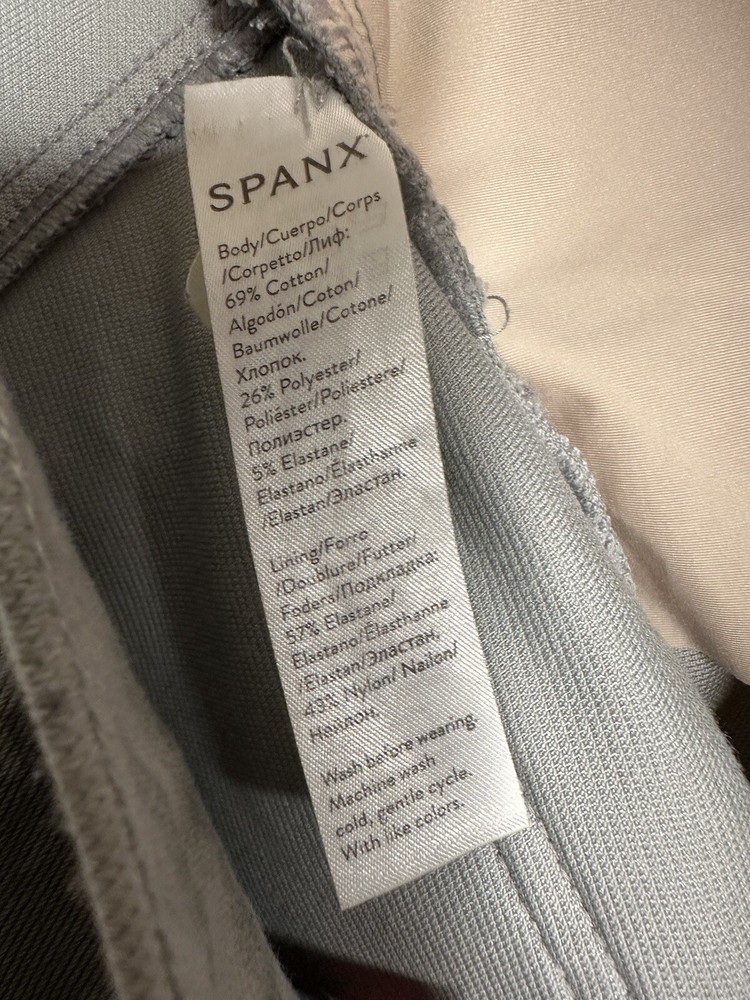 SPANX
Body/Cuerpo/Corps
/Corpetto/Лиф:
69% Cotton/
Algodón/Coton/
Baumwolle/Cotone/
Хлопок.
26% Polyester/
Poliéster/Poliestere/
Полиэстер.
5% Elastane/
Elastano/Élasthanne
/Elastan/Эластан.
Lining/Forro
/Doublure/Futter/
Foders/Подкладка:
57% Elastane/
Elastano/Élasthanne
/Elastan/Эластан.
43% Nylon/ Nailon/
Нейлон.
Wash before wearing.
Machine wash
cold, gentle cycle.
With like colors.